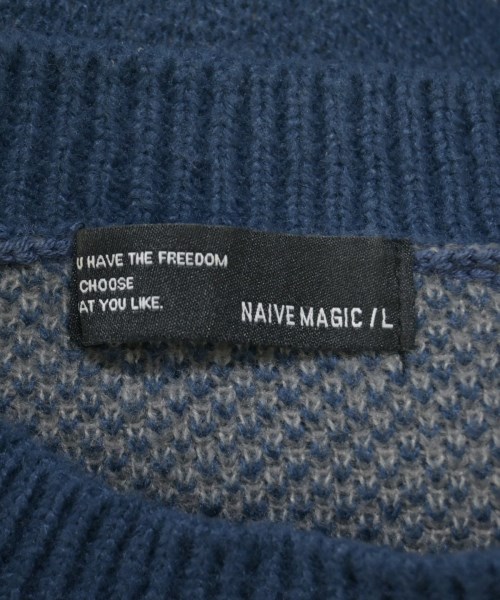 U HAVE THE FREEDOM
CHOOSE
AT YOU LIKE.
NAIVE MAGIC / L